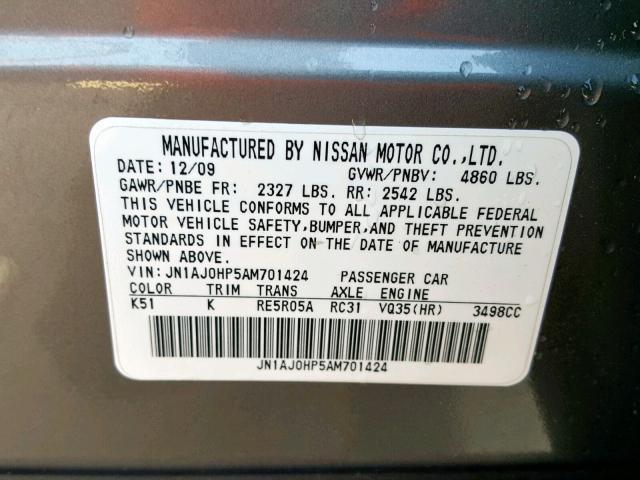 MANUFACTURED BY NISSAN MOTOR CO.,LTD.
DATE: 12/09 GVWR/PNBV: 4860 LBS.
GAWR/PNBE FR: 2327 LBS. RR: 2542 LBS.
THIS VEHICLE CONFORMS TO ALL APPLICABLE FEDERAL
MOTOR VEHICLE SAFETY,BUMPER,AND THEFT PREVENTION
STANDARDS IN EFFECT ON THE DATE OF MANUFACTURE
SHOWN ABOVE.
VIN: JN1AJ0HP5AM701424 PASSENGER CAR
COLOR TRIM TRANS AXLE ENGINE
K51 K RE5R05A RC31 VQ35(HR) 3498CC
JN1AJ0HP5AM701424